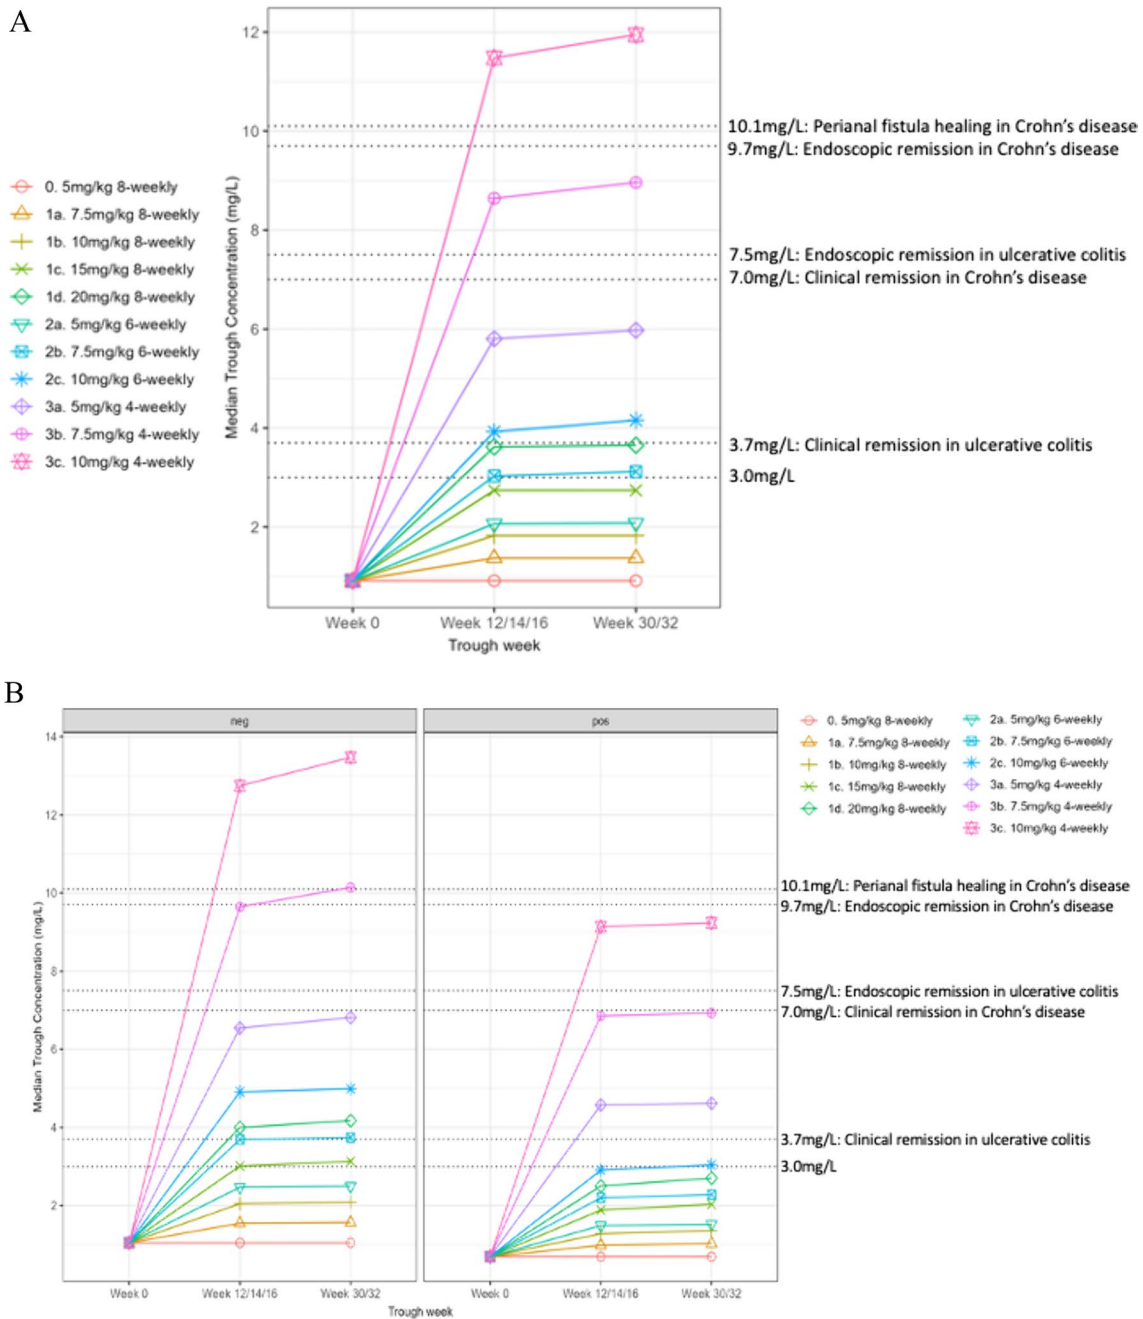 A
12
10
8
6
4
2
Median Trough Concentration (mg/L)
0. 5mg/kg 8-weekly
1a. 7.5mg/kg 8-weekly
1b. 10mg/kg 8-weekly
1c. 15mg/kg 8-weekly
1d. 20mg/kg 8-weekly
2a. 5mg/kg 6-weekly
2b. 7.5mg/kg 6-weekly
2c. 10mg/kg 6-weekly
3a. 5mg/kg 4-weekly
3b. 7.5mg/kg 4-weekly
3c. 10mg/kg 4-weekly
10.1mg/L: Perianal fistula healing in Crohn's disease
9.7mg/L: Endoscopic remission in Crohn's disease
7.5mg/L: Endoscopic remission in ulcerative colitis
7.0mg/L: Clinical remission in Crohn's disease
3.7mg/L: Clinical remission in ulcerative colitis
3.0mg/L
Week 0 Week 12/14/16 Week 30/32
Trough week
B
neg pos
14
12
10
8
6
4
2
Median Trough Concentration (mg/L)
0. 5mg/kg 8-weekly
1a. 7.5mg/kg 8-weekly
1b. 10mg/kg 8-weekly
1c. 15mg/kg 8-weekly
1d. 20mg/kg 8-weekly
2a. 5mg/kg 6-weekly
2b. 7.5mg/kg 6-weekly
2c. 10mg/kg 6-weekly
3a. 5mg/kg 4-weekly
3b. 7.5mg/kg 4-weekly
3c. 10mg/kg 4-weekly
10.1mg/L: Perianal fistula healing in Crohn's disease
9.7mg/L: Endoscopic remission in Crohn's disease
7.5mg/L: Endoscopic remission in ulcerative colitis
7.0mg/L: Clinical remission in Crohn's disease
3.7mg/L: Clinical remission in ulcerative colitis
3.0mg/L
Week 0 Week 12/14/16 Week 30/32 Week 0 Week 12/14/16 Week 30/32
Trough week